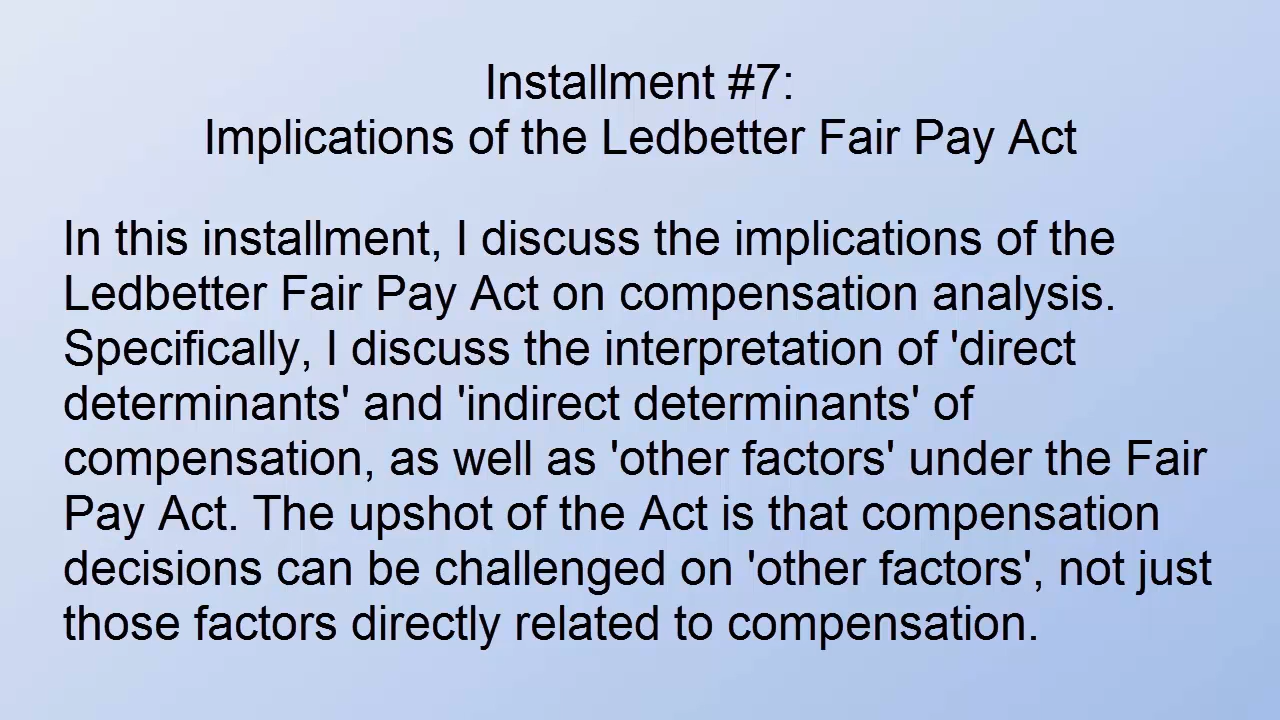 Installment #7:
Implications of the Ledbetter Fair Pay Act
In this installment, I discuss the implications of the
Ledbetter Fair Pay Act on compensation analysis.
Specifically, I discuss the interpretation of 'direct
determinants' and 'indirect determinants' of
compensation, as well as 'other factors' under the Fair
Pay Act. The upshot of the Act is that compensation
decisions can be challenged on 'other factors', not just
those factors directly related to compensation.